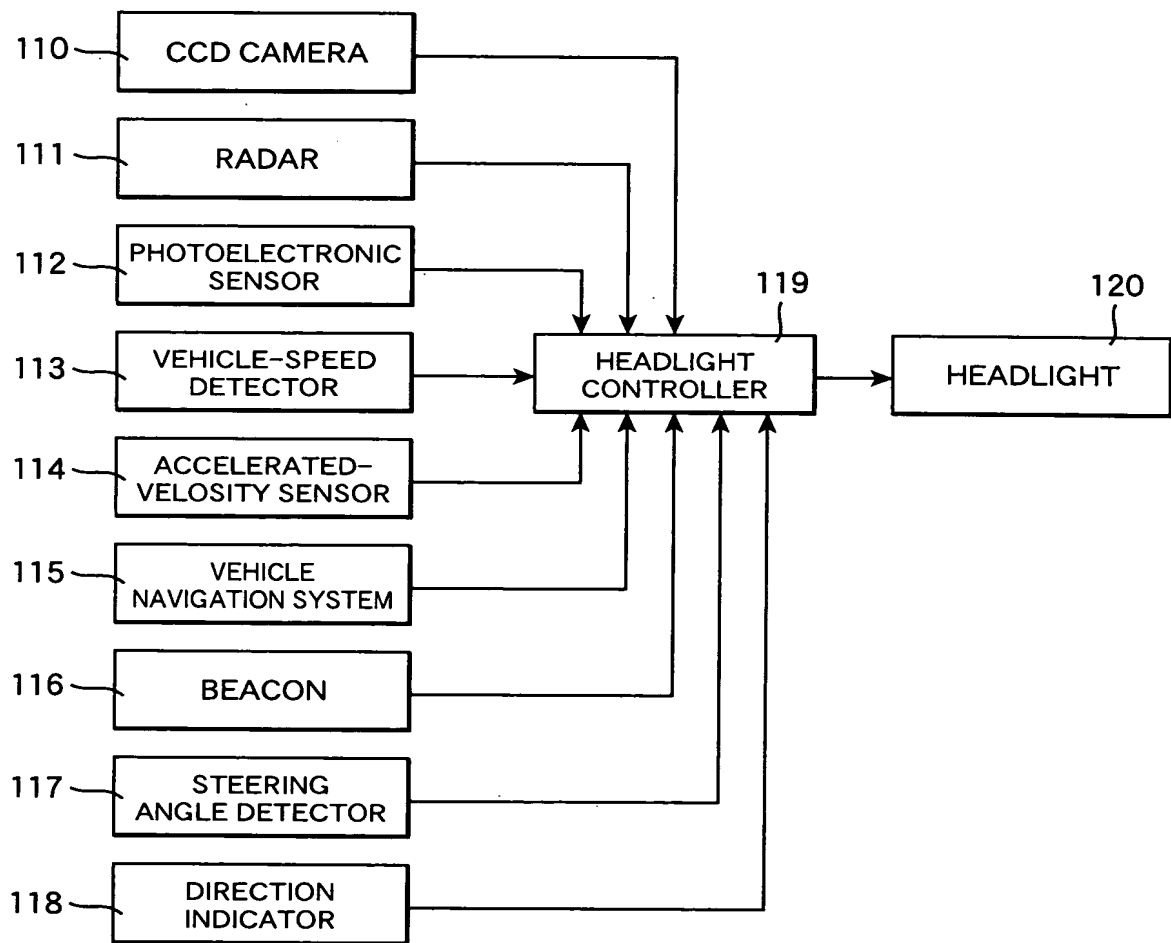 110
CCD CAMERA
111
RADAR
112
PHOTOELECTRONIC
SENSOR
113
VEHICLE-SPEED
DETECTOR
114
ACCELERATED-
VELOSITY SENSOR
115
VEHICLE
NAVIGATION SYSTEM
116
BEACON
117
STEERING
ANGLE DETECTOR
118
DIRECTION
INDICATOR
119
HEADLIGHT
CONTROLLER
120
HEADLIGHT